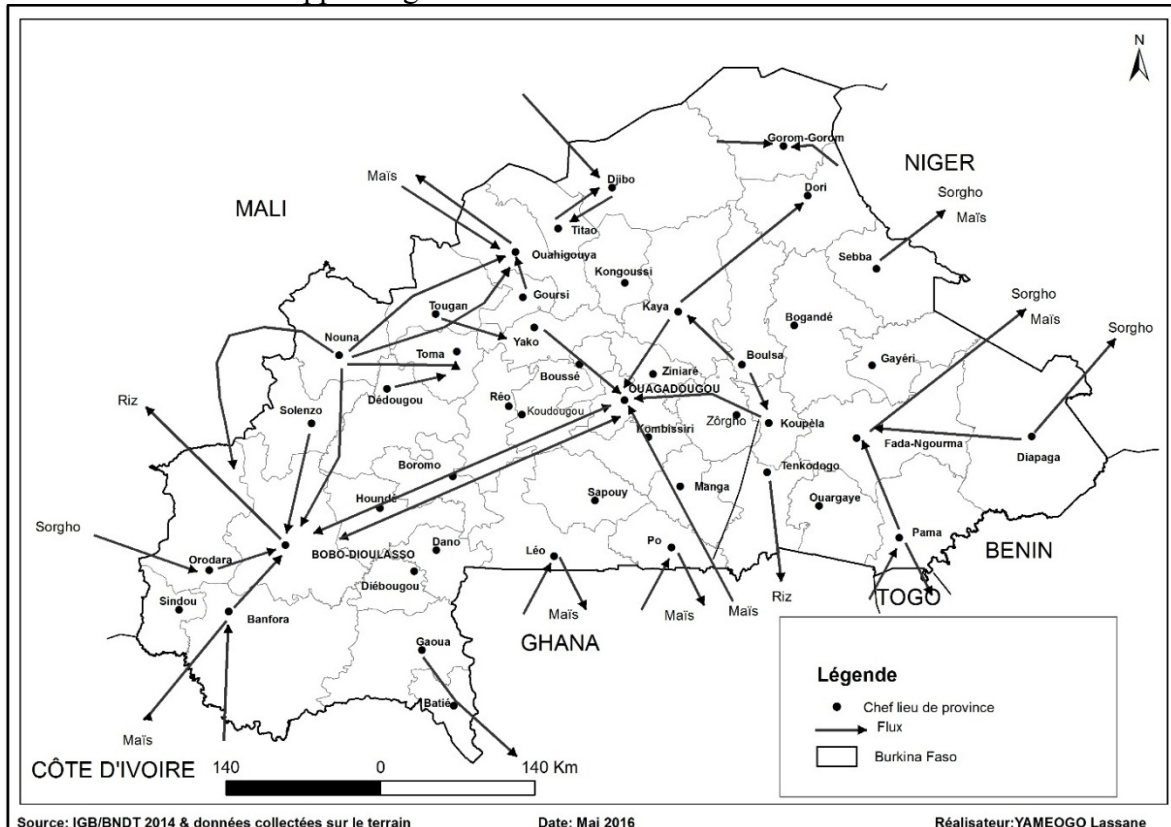 N
Gorom-Gorom
NIGER
Maïs
Djibo
Dori
Sorgho
Maïs
MALI
Titao
Ouahigouya
Sebba
Kongoussi
Goursi
Kaya
Sorgho
Maïs
Tougan
Bogandé
Sorgho
Nouna
Yako
Toma
Boulsa
Gayéri
Boussé
Ziniaré
OUAGADOUGOU
Riz
Dédougou
Réo
Koudougou
Solenzo
Zôrgho
Koupèla
Kombissiri
Fada-Ngourma
Diapaga
Boromo
Tenkodogo
Houndé
Sapouy
Manga
Ouargaye
Sorgho
Pama
BOBO-DIOULASSO
Dano
Léo
Po
BENIN
Orodara
Diébougou
Riz
TOGO
Sindou
Banfora
Maïs
Maïs
Maïs
GHANA
Gaoua
Batié
Maïs
CÔTE D'IVOIRE
140 0 140 Km
Légende
Chef lieu de province
Flux
Burkina Faso
Source: IGB/BNDT 2014 & données collectées sur le terrain Date: Mai 2016 Réalisateur:YAMEOGO Lassane